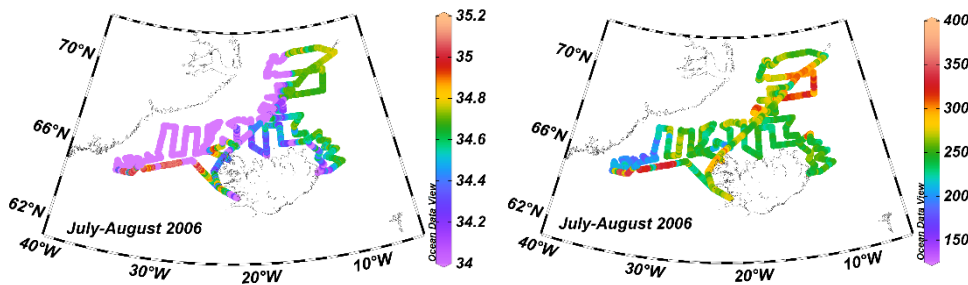 70°N
66°N
62°N
40°W
30°W
20°W
10°W
July-August 2006
Ocean Data View
35.2
35
34.8
34.6
34.4
34.2
34
70°N
66°N
62°N
40°W
30°W
20°W
10°W
July-August 2006
Ocean Data View
400
350
300
250
200
150